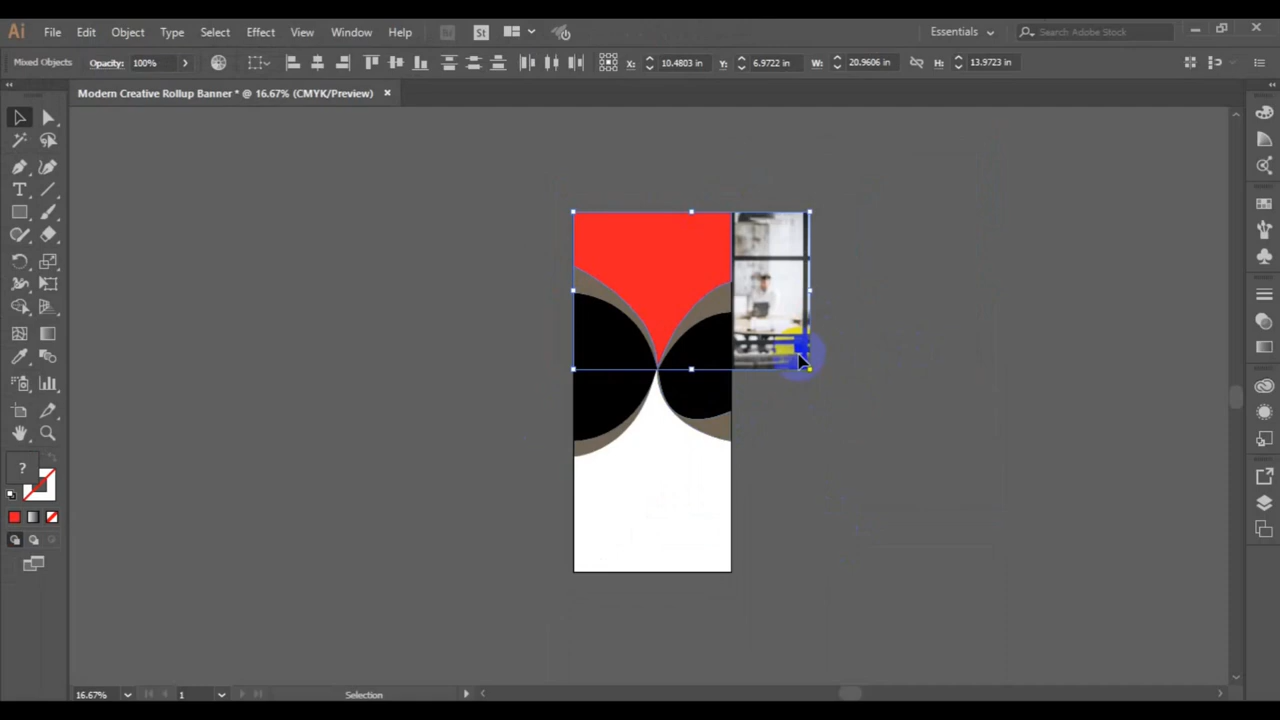 Ai File Edit Object Type Select Effect View Window Help Br St Essentials Search Adobe Stock
Mixed Objects Opacity: 100% X: 10.4803 in Y: 6.9722 in W: 20.9606 in H: 13.9723 in
Modern Creative Rollup Banner * @ 16.67% (CMYK/Preview) ×
T
?
16.67% 1 Selection